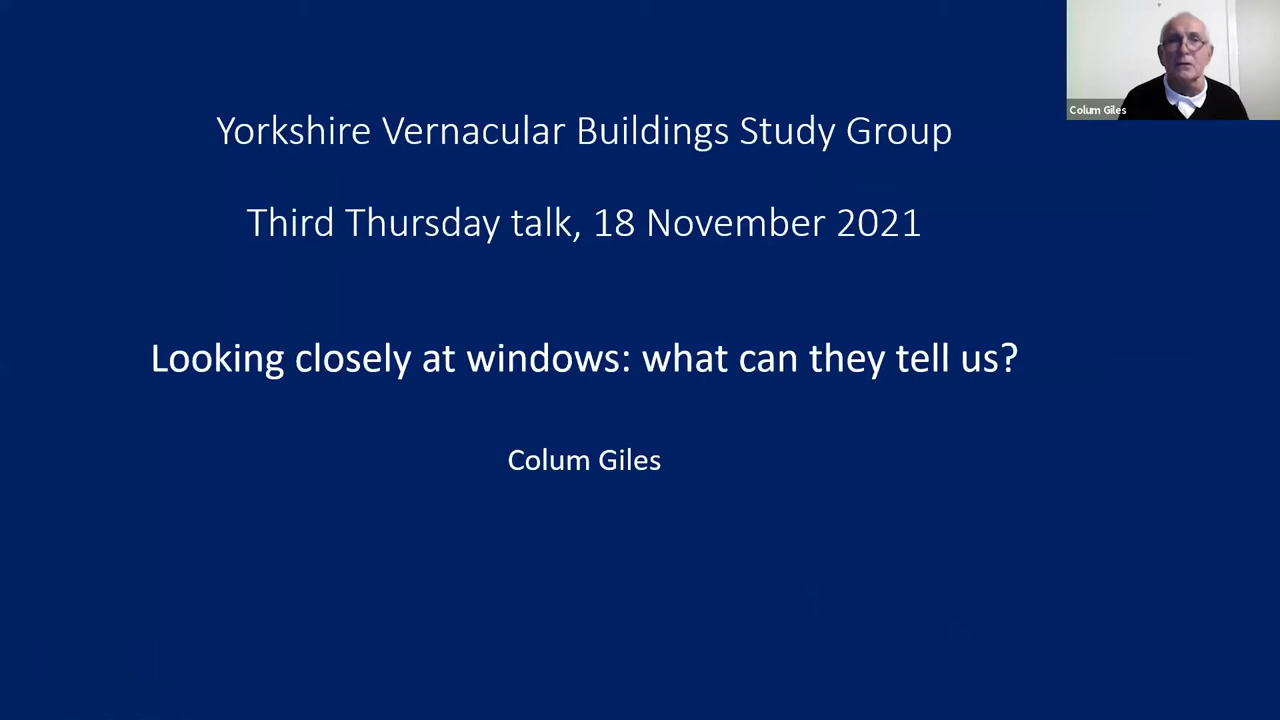 Yorkshire Vernacular Buildings Study Group
Third Thursday talk, 18 November 2021
Looking closely at windows: what can they tell us?
Colum Giles
Colum Giles